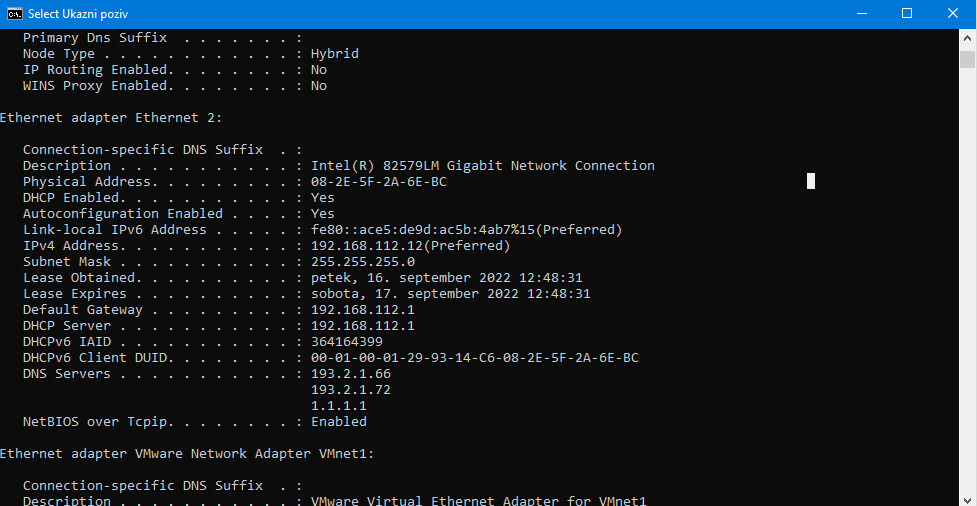 Select Ukazni poziv
   Primary Dns Suffix  . . . . . . . :
   Node Type . . . . . . . . . . . . : Hybrid
   IP Routing Enabled. . . . . . . . : No
   WINS Proxy Enabled. . . . . . . . : No
Ethernet adapter Ethernet 2:
   Connection-specific DNS Suffix  . :
   Description . . . . . . . . . . . : Intel(R) 82579LM Gigabit Network Connection
   Physical Address. . . . . . . . . : 08-2E-5F-2A-6E-BC
   DHCP Enabled. . . . . . . . . . . : Yes
   Autoconfiguration Enabled . . . . : Yes
   Link-local IPv6 Address . . . . . : fe80::ace5:de9d:ac5b:4ab7%15(Preferred)
   IPv4 Address. . . . . . . . . . . : 192.168.112.12(Preferred)
   Subnet Mask . . . . . . . . . . . : 255.255.255.0
   Lease Obtained. . . . . . . . . . : petek, 16. september 2022 12:48:31
   Lease Expires . . . . . . . . . . : sobota, 17. september 2022 12:48:31
   Default Gateway . . . . . . . . . : 192.168.112.1
   DHCP Server . . . . . . . . . . . : 192.168.112.1
   DHCPv6 IAID . . . . . . . . . . . : 364164399
   DHCPv6 Client DUID. . . . . . . . : 00-01-00-01-29-93-14-C6-08-2E-5F-2A-6E-BC
   DNS Servers . . . . . . . . . . . : 193.2.1.66
                                       193.2.1.72
                                       1.1.1.1
   NetBIOS over Tcpip. . . . . . . . : Enabled
Ethernet adapter VMware Network Adapter VMnet1:
   Connection-specific DNS Suffix  . :
   Description . . . . . . . . . . . : VMware Virtual Ethernet Adapter for VMnet1